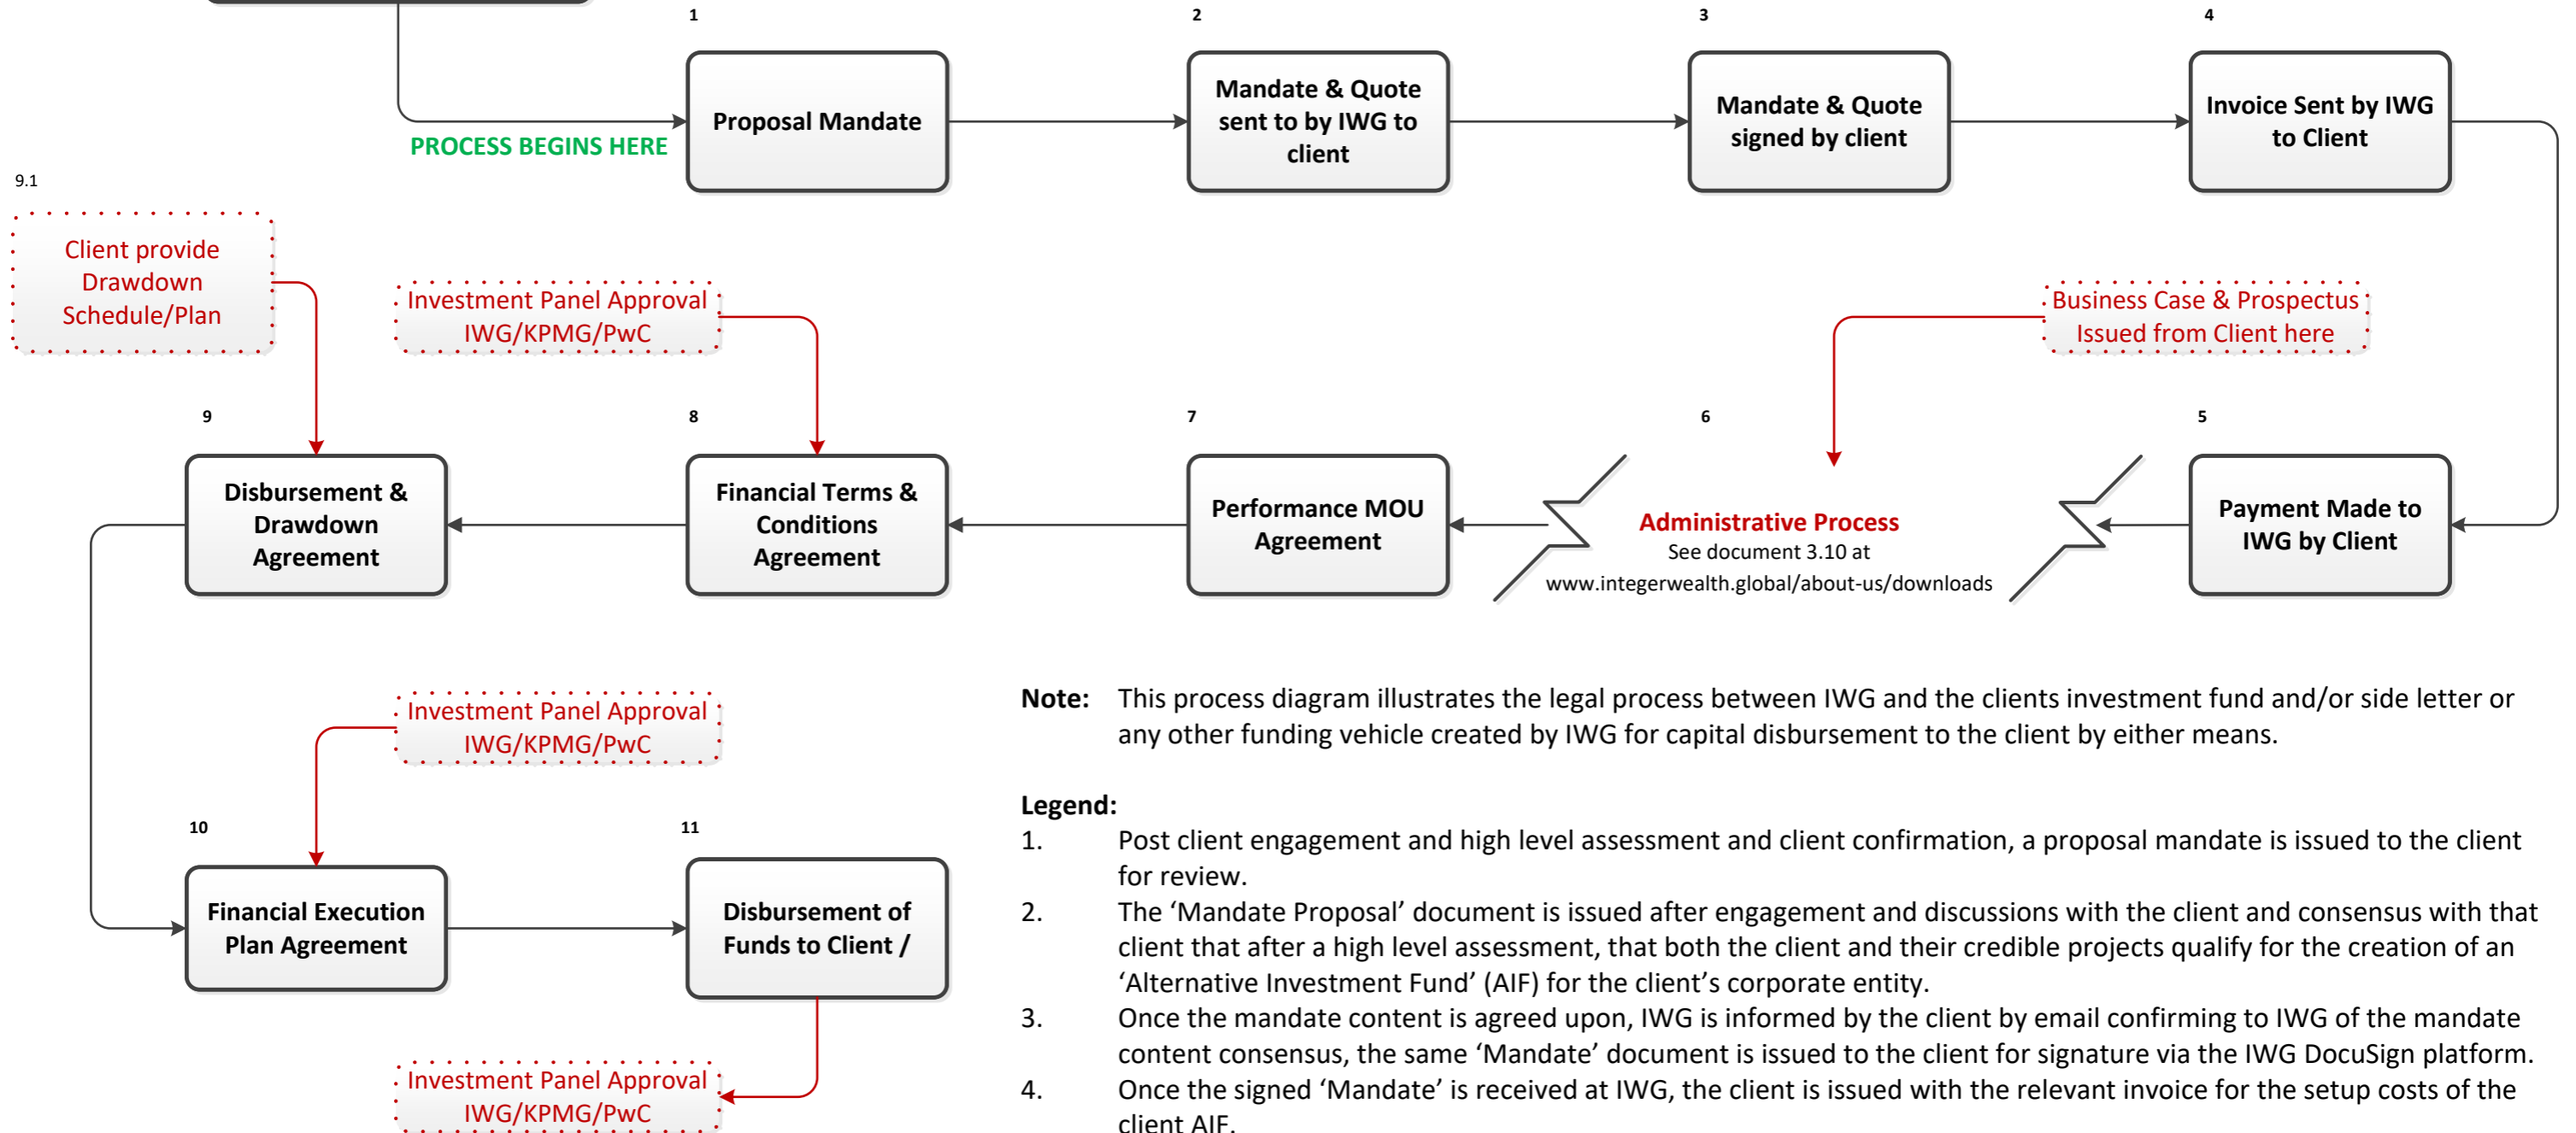 1
2
3
4
Proposal Mandate
Mandate & Quote
sent to by IWG to
client
Mandate & Quote
signed by client
Invoice Sent by IWG
to Client
PROCESS BEGINS HERE
9.1
Client provide
Drawdown
Schedule/Plan
Investment Panel Approval
IWG/KPMG/PwC
Business Case & Prospectus
Issued from Client here
9
8
7
6
5
Disbursement &
Drawdown
Agreement
Financial Terms &
Conditions
Agreement
Performance MOU
Agreement
Administrative Process
See document 3.10 at
www.integerwealth.global/about-us/downloads
Payment Made to
IWG by Client
Investment Panel Approval
IWG/KPMG/PwC
10
11
Financial Execution
Plan Agreement
Disbursement of
Funds to Client /
Investment Panel Approval
IWG/KPMG/PwC
Note: This process diagram illustrates the legal process between IWG and the clients investment fund and/or side letter or
any other funding vehicle created by IWG for capital disbursement to the client by either means.
Legend:
1. Post client engagement and high level assessment and client confirmation, a proposal mandate is issued to the client
for review.
2. The ‘Mandate Proposal’ document is issued after engagement and discussions with the client and consensus with that
client that after a high level assessment, that both the client and their credible projects qualify for the creation of an
‘Alternative Investment Fund’ (AIF) for the client’s corporate entity.
3. Once the mandate content is agreed upon, IWG is informed by the client by email confirming to IWG of the mandate
content consensus, the same ‘Mandate’ document is issued to the client for signature via the IWG DocuSign platform.
4. Once the signed ‘Mandate’ is received at IWG, the client is issued with the relevant invoice for the setup costs of the
client AIF.